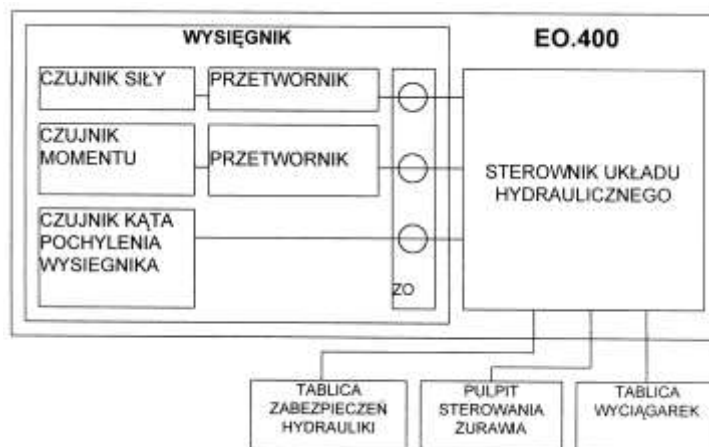 WYSIĘGNIK
EO.400
CZUJNIK SIŁY
PRZETWORNIK
CZUJNIK
MOMENTU
PRZETWORNIK
CZUJNIK KĄTA
POCHYLENIA
WYSIEGNIKA
ZO
STEROWNIK UKŁADU
HYDRAULICZNEGO
TABLICA
ZABEZPIECZEŃ
HYDRAULIKI
PULPIT
STEROWANIA
ŻURAWIA
TABLICA
WYCIĄGAREK